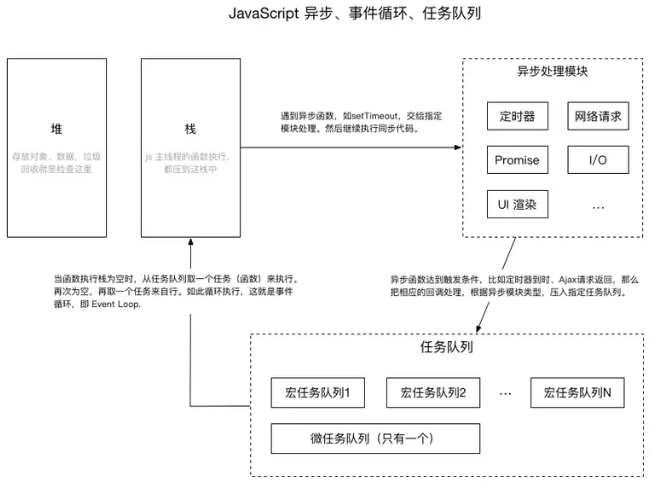 JavaScript 异步、事件循环、任务队列
堆
存放对象、数据，垃圾
回收就是检查这里
栈
js 主线程的函数执行，
都压到这栈中
遇到异步函数，如setTimeout，交给指定
模块处理。然后继续执行同步代码。
异步处理模块
定时器
网络请求
Promise
I/O
UI 渲染
...
当函数执行栈为空时，从任务队列取一个任务（函数）来执行。
再次为空，再取一个任务来自行。如此循环执行，这就是事件
循环，即 Event Loop.
异步函数达到触发条件，比如定时器到时、Ajax请求返回，那么
把相应的回调处理，根据异步模块类型，压入指定任务队列。
任务队列
宏任务队列1
宏任务队列2
...
宏任务队列N
微任务队列（只有一个）